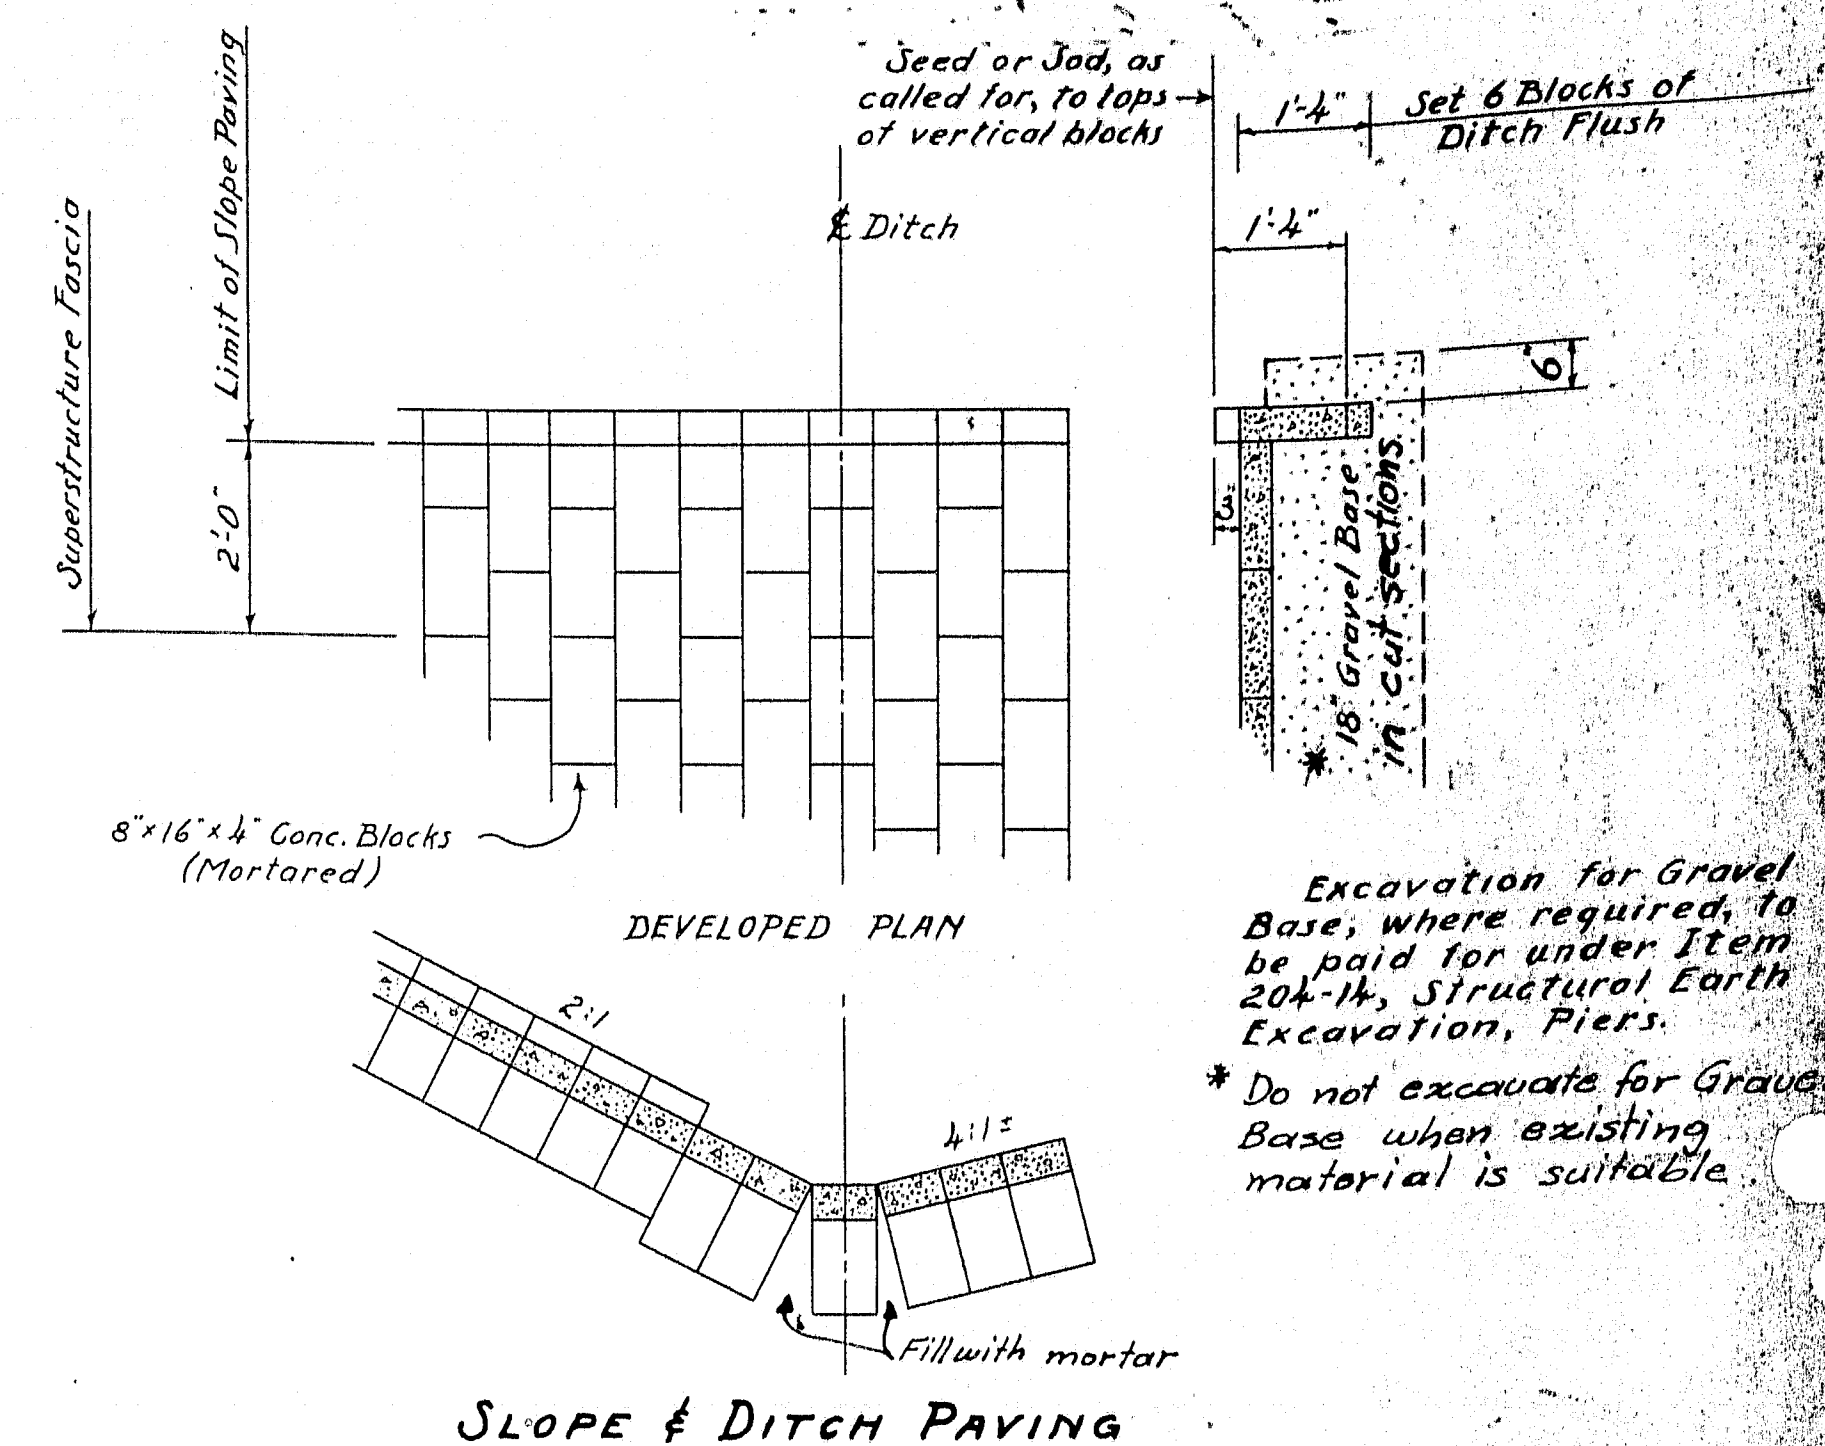 Superstructure Fascia
Limit of Slope Paving
2'-0"
Seed or Sod, as
called for, to tops
of vertical blocks
℄ Ditch
1'-4"
Set 6 Blocks of
Ditch Flush
1'-4"
6"
3"
18" Gravel Base
* in cut sections.
8"x16"x4" Conc. Blocks
(Mortared)
DEVELOPED PLAN
Excavation for Gravel
Base, where required, to
be paid for under Item
204-14, Structural Earth
Excavation, Piers.
* Do not excavate for Grave
Base when existing
material is suitable.
2:1
4:1±
Fill with mortar
SLOPE & DITCH PAVING